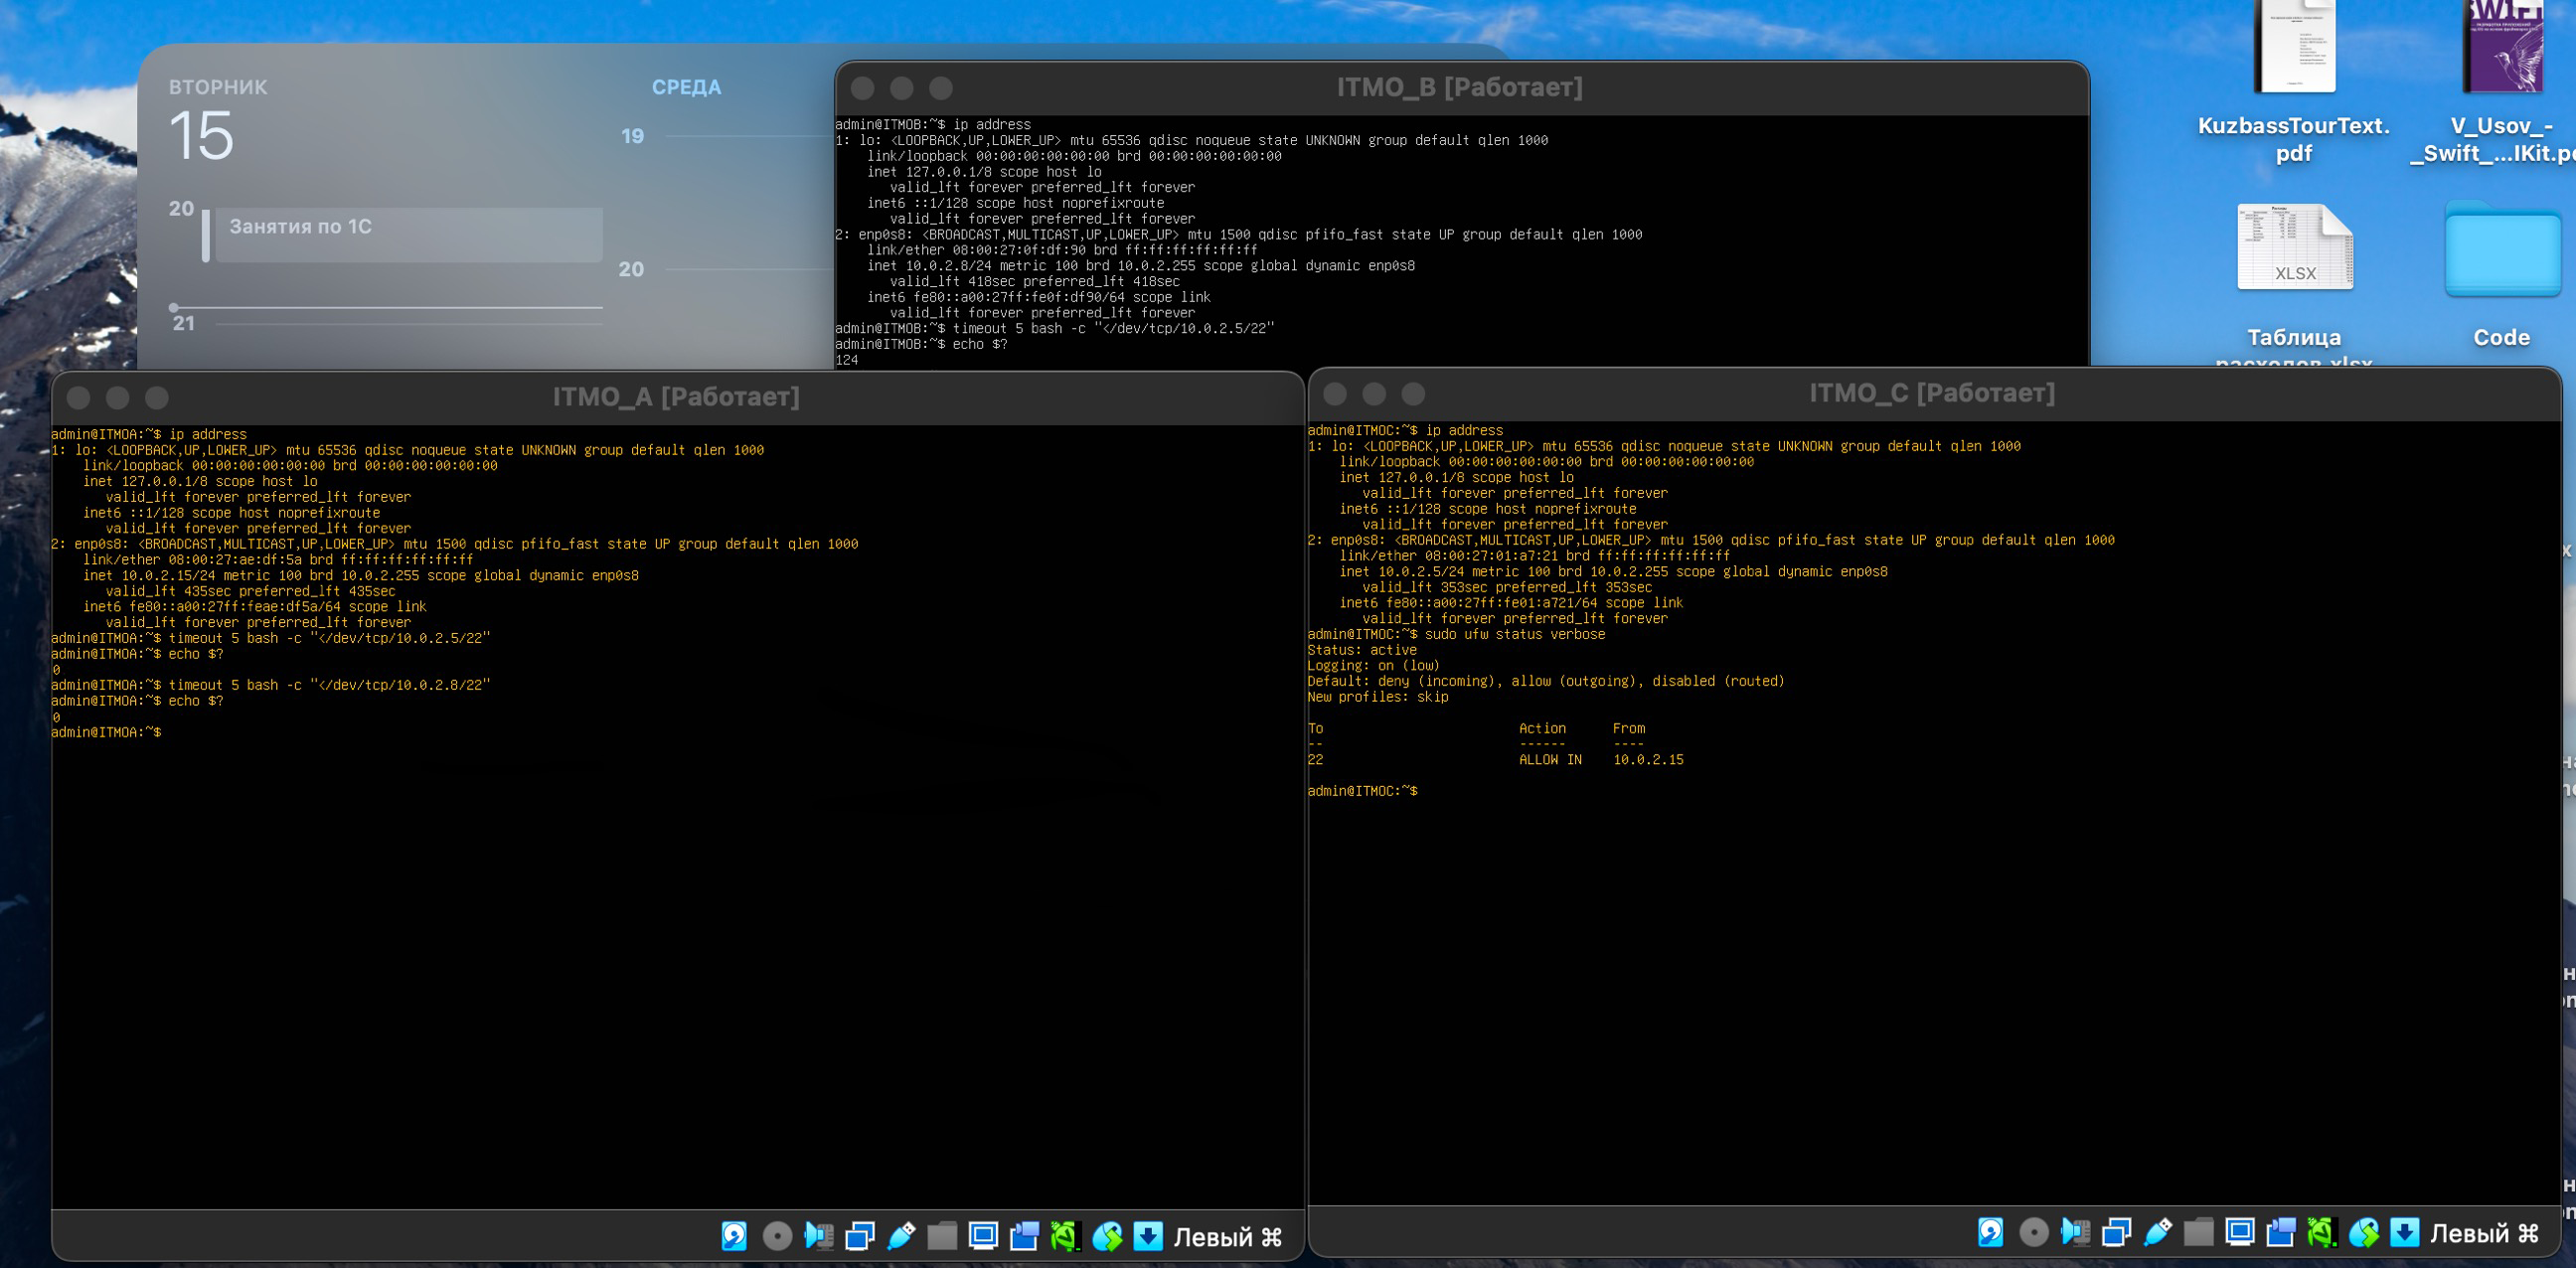 ВТОРНИК
15
20
Занятия по 1С
21
СРЕДА
19
20
ITMO_B [Работает]
admin@ITMOB:~$ ip address
1: lo: <LOOPBACK,UP,LOWER_UP> mtu 65536 qdisc noqueue state UNKNOWN group default qlen 1000
link/loopback 00:00:00:00:00:00 brd 00:00:00:00:00:00
inet 127.0.0.1/8 scope host lo
valid_lft forever preferred_lft forever
inet6 ::1/128 scope host noprefixroute
valid_lft forever preferred_lft forever
2: enp0s8: <BROADCAST,MULTICAST,UP,LOWER_UP> mtu 1500 qdisc pfifo_fast state UP group default qlen 1000
link/ether 08:00:27:0f:df:90 brd ff:ff:ff:ff:ff:ff
inet 10.0.2.8/24 metric 100 brd 10.0.2.255 scope global dynamic enp0s8
valid_lft 418sec preferred_lft 418sec
inet6 fe80::a00:27ff:fe0f:df90/64 scope link
valid_lft forever preferred_lft forever
admin@ITMOB:~$ timeout 5 bash -c "</dev/tcp/10.0.2.5/22"
admin@ITMOB:~$ echo $?
124
KuzbassTourText.
pdf
V_Usov_-
_Swift_...IKit.p
XLSX
Таблица
расходов.xlsx
Code
ITMO_A [Работает]
admin@ITMOA:~$ ip address
1: lo: <LOOPBACK,UP,LOWER_UP> mtu 65536 qdisc noqueue state UNKNOWN group default qlen 1000
link/loopback 00:00:00:00:00:00 brd 00:00:00:00:00:00
inet 127.0.0.1/8 scope host lo
valid_lft forever preferred_lft forever
inet6 ::1/128 scope host noprefixroute
valid_lft forever preferred_lft forever
2: enp0s8: <BROADCAST,MULTICAST,UP,LOWER_UP> mtu 1500 qdisc pfifo_fast state UP group default qlen 1000
link/ether 08:00:27:ae:df:5a brd ff:ff:ff:ff:ff:ff
inet 10.0.2.15/24 metric 100 brd 10.0.2.255 scope global dynamic enp0s8
valid_lft 435sec preferred_lft 435sec
inet6 fe80::a00:27ff:feae:df5a/64 scope link
valid_lft forever preferred_lft forever
admin@ITMOA:~$ timeout 5 bash -c "</dev/tcp/10.0.2.5/22"
admin@ITMOA:~$ echo $?
0
admin@ITMOA:~$ timeout 5 bash -c "</dev/tcp/10.0.2.8/22"
admin@ITMOA:~$ echo $?
0
admin@ITMOA:~$
Левый ⌘
ITMO_C [Работает]
admin@ITMOC:~$ ip address
1: lo: <LOOPBACK,UP,LOWER_UP> mtu 65536 qdisc noqueue state UNKNOWN group default qlen 1000
link/loopback 00:00:00:00:00:00 brd 00:00:00:00:00:00
inet 127.0.0.1/8 scope host lo
valid_lft forever preferred_lft forever
inet6 ::1/128 scope host noprefixroute
valid_lft forever preferred_lft forever
2: enp0s8: <BROADCAST,MULTICAST,UP,LOWER_UP> mtu 1500 qdisc pfifo_fast state UP group default qlen 1000
link/ether 08:00:27:01:a7:21 brd ff:ff:ff:ff:ff:ff
inet 10.0.2.5/24 metric 100 brd 10.0.2.255 scope global dynamic enp0s8
valid_lft 353sec preferred_lft 353sec
inet6 fe80::a00:27ff:fe01:a721/64 scope link
valid_lft forever preferred_lft forever
admin@ITMOC:~$ sudo ufw status verbose
Status: active
Logging: on (low)
Default: deny (incoming), allow (outgoing), disabled (routed)
New profiles: skip
To Action From
-- ------ ----
22 ALLOW IN 10.0.2.15
admin@ITMOC:~$
Левый ⌘